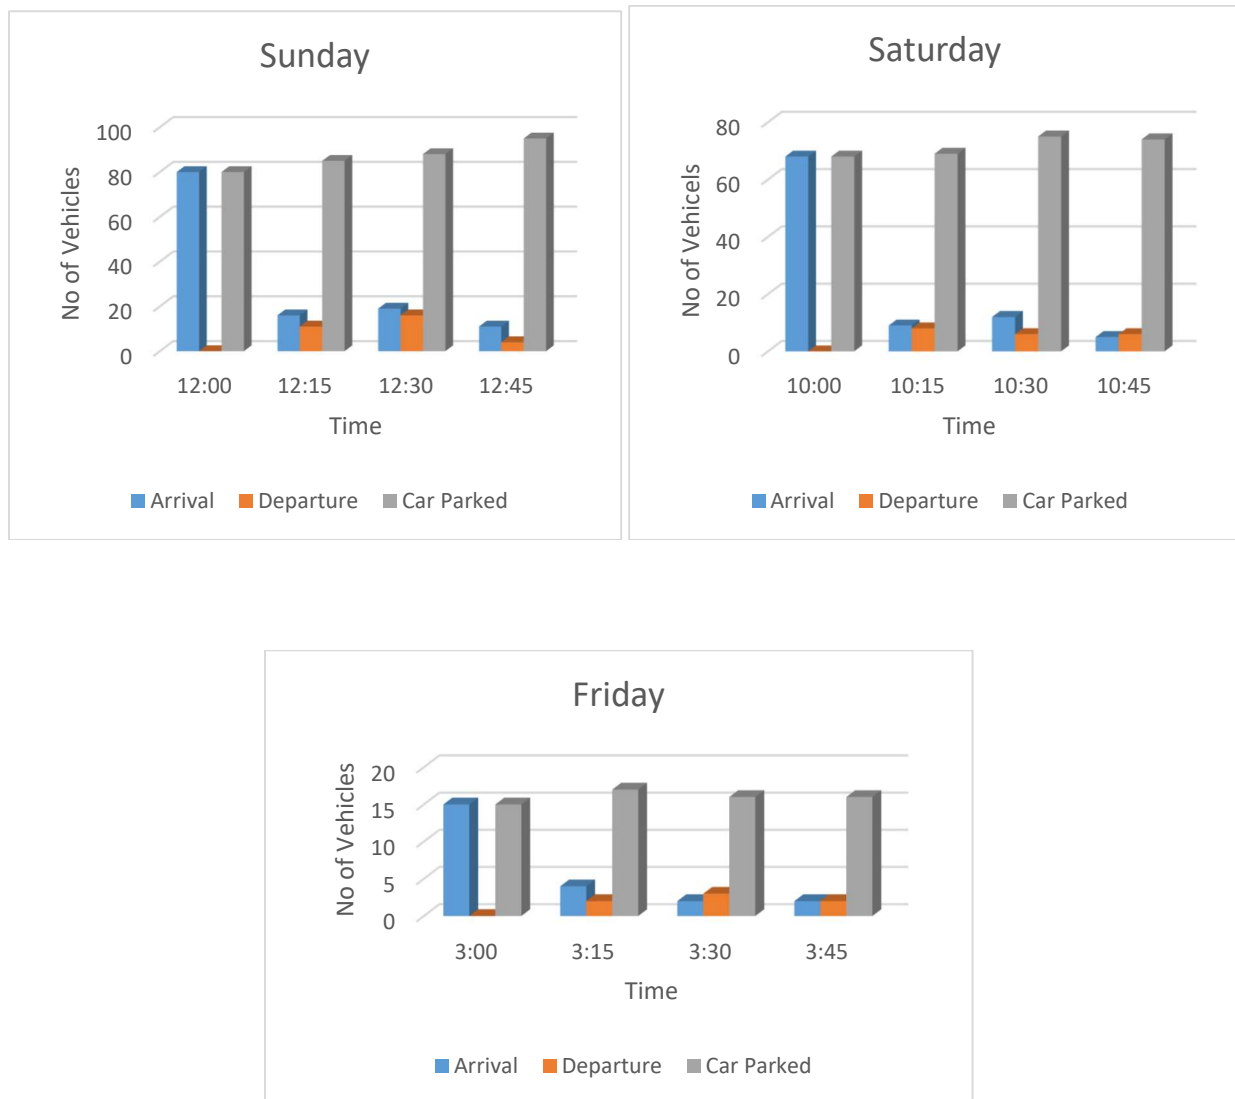 Sunday
No of Vehicles
100
80
60
40
20
0
12:00 12:15 12:30 12:45
Time
Arrival Departure Car Parked
Saturday
No of Vehicels
80
60
40
20
0
10:00 10:15 10:30 10:45
Time
Arrival Departure Car Parked
Friday
No of Vehicles
20
15
10
5
0
3:00 3:15 3:30 3:45
Time
Arrival Departure Car Parked